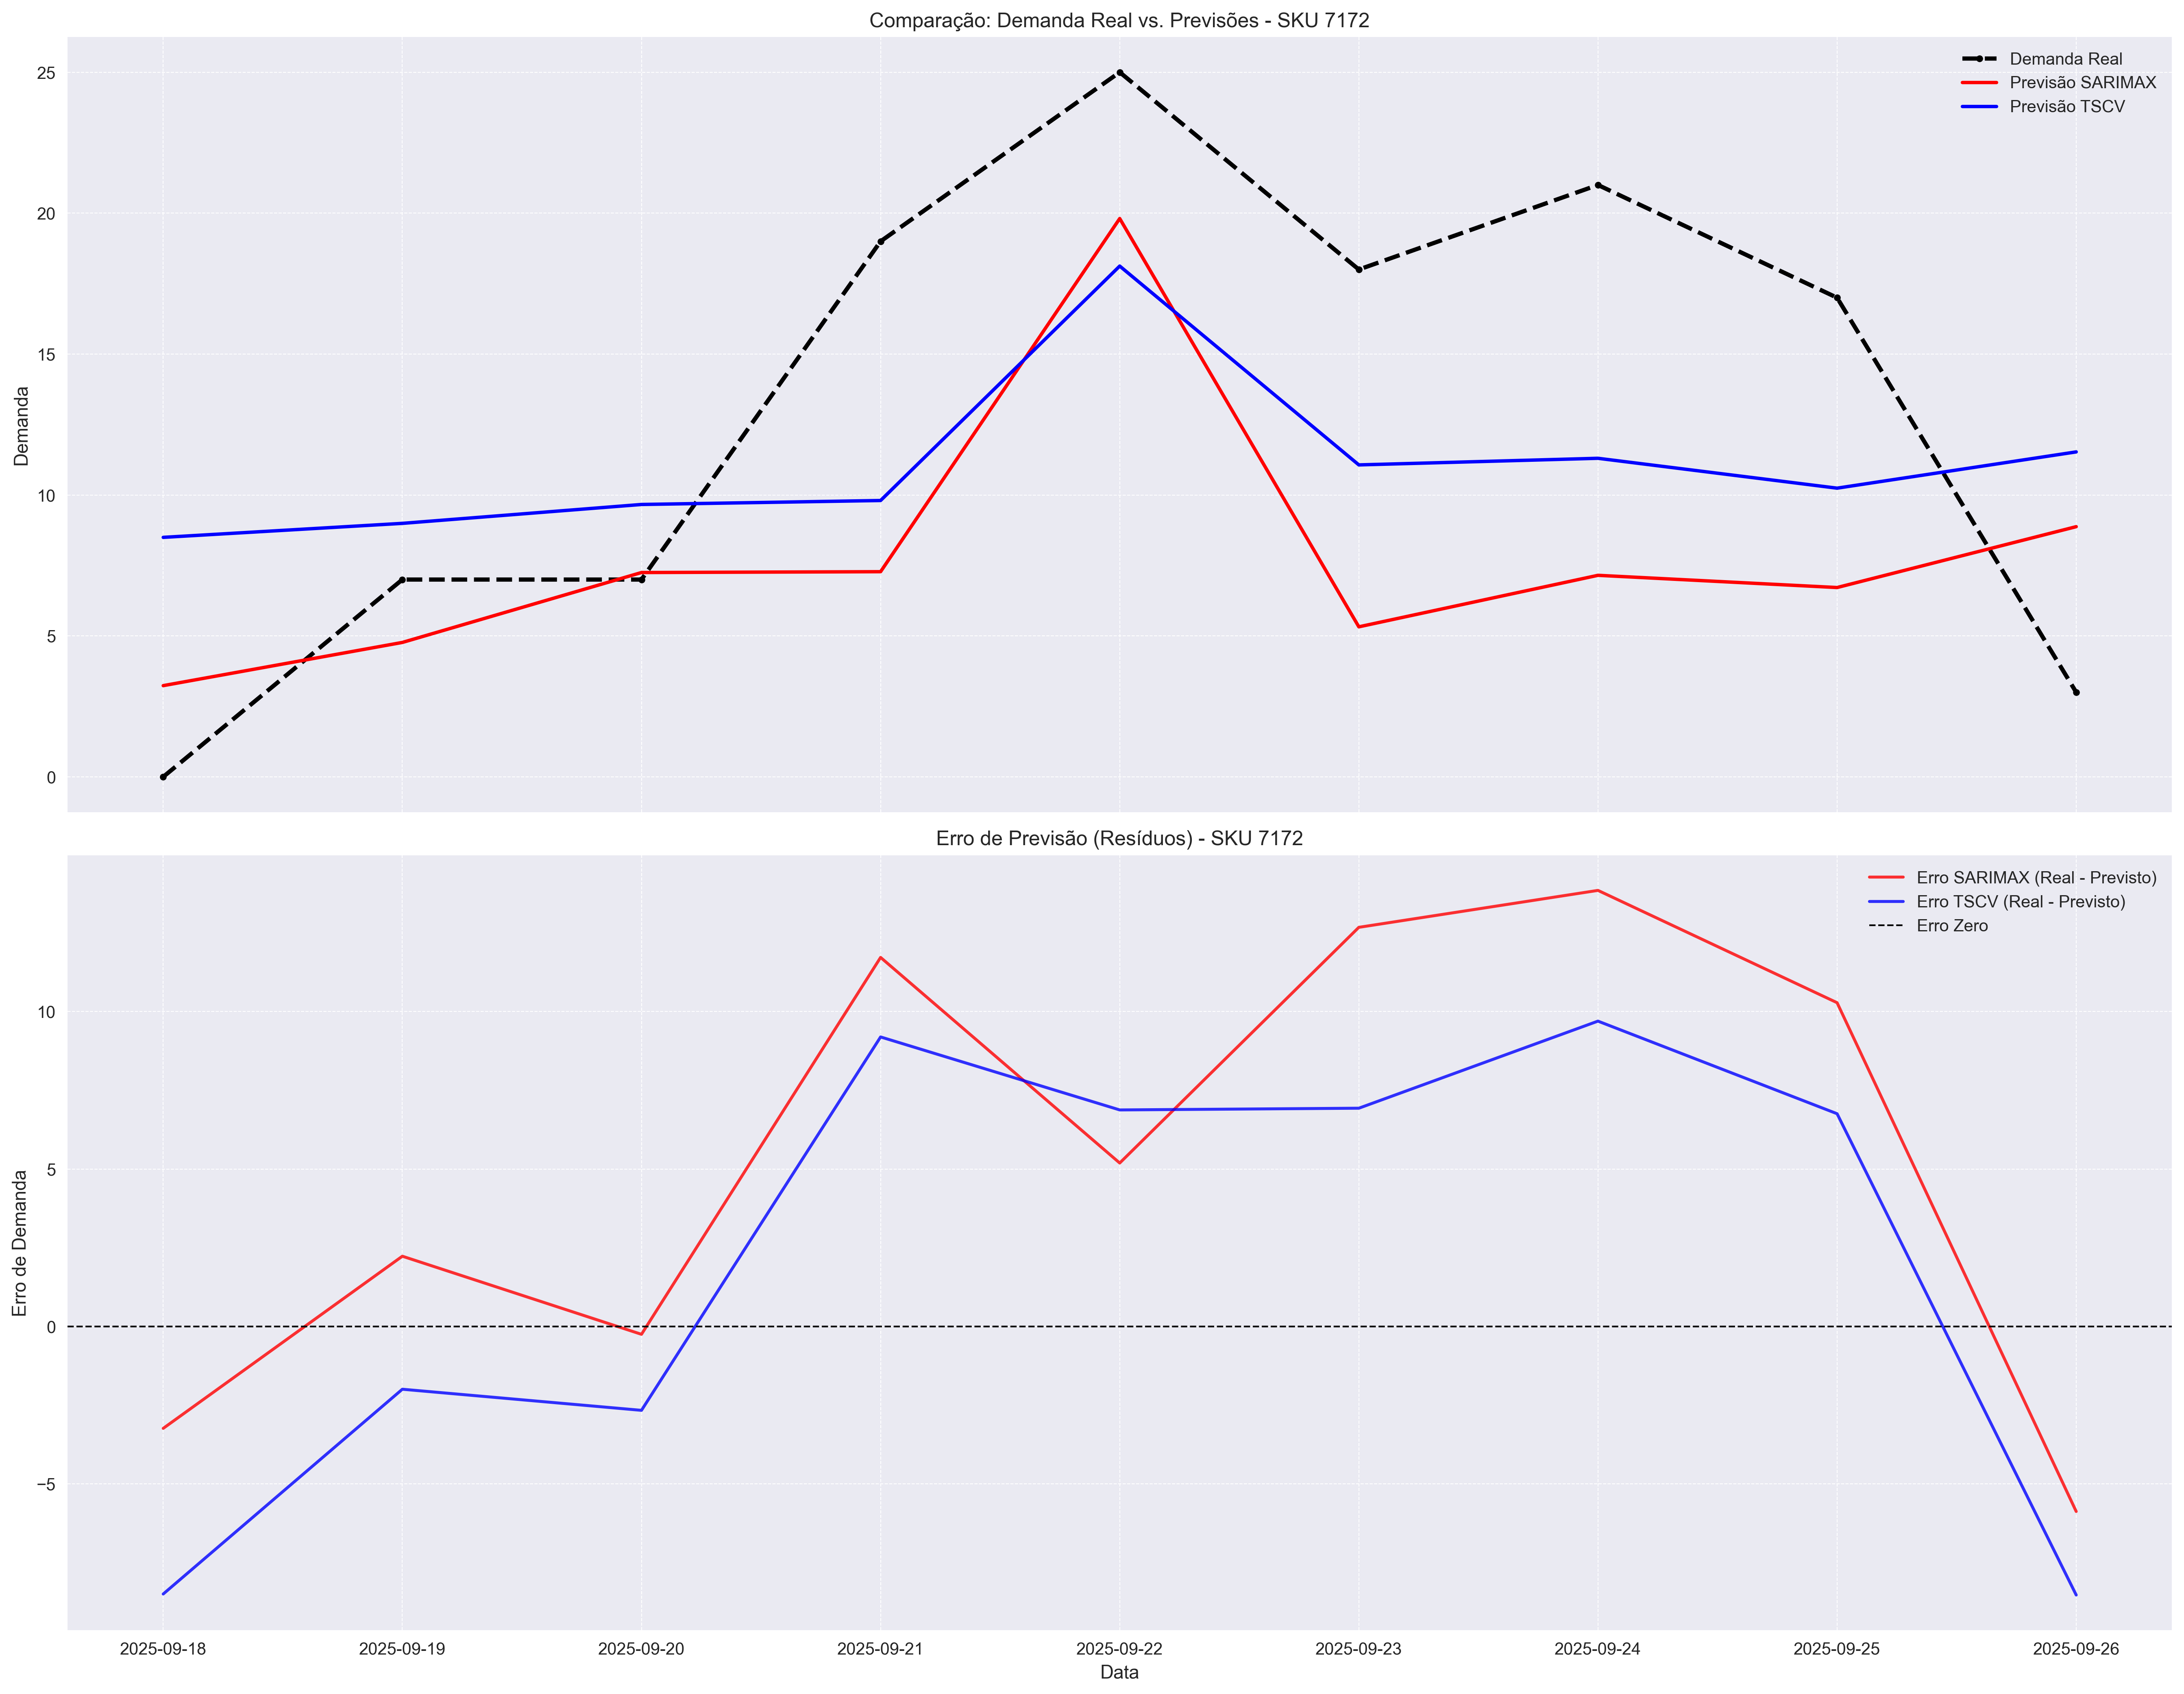 Comparação: Demanda Real vs. Previsões - SKU 7172
Demanda Real
Previsão SARIMAX
Previsão TSCV
Demanda
25
20
15
10
5
0
Erro de Previsão (Resíduos) - SKU 7172
Erro SARIMAX (Real - Previsto)
Erro TSCV (Real - Previsto)
Erro Zero
Erro de Demanda
10
5
0
−5
2025-09-18 2025-09-19 2025-09-20 2025-09-21 2025-09-22 2025-09-23 2025-09-24 2025-09-25 2025-09-26
Data